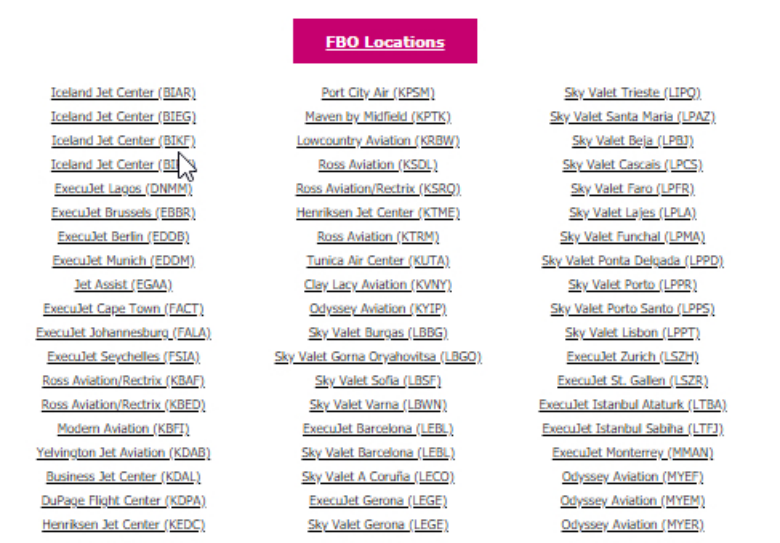 FBO Locations
Iceland Jet Center (BIAR)
Iceland Jet Center (BIEG)
Iceland Jet Center (BIKF)
Iceland Jet Center
ExecuJet Lagos (DNMM)
ExecuJet Brussels (EBBR)
ExecuJet Berlin (EDDB)
ExecuJet Munich (EDDM)
Jet Assist (EGAA)
ExecuJet Cape Town (FACT)
ExecuJet Johannesburg (FALA)
ExecuJet Seychelles (FSIA)
Ross Aviation/Rectrix (KBAF)
Ross Aviation/Rectrix (KBED)
Modern Aviation (KBFI)
Yelvington Jet Aviation (KDAB)
Business Jet Center (KDAL)
DuPage Flight Center (KDPA)
Henriksen Jet Center (KEDC)
Port City Air (KPSM)
Maven by Midfield (KPTK)
Lowcountry Aviation (KRBW)
Ross Aviation (KSDL)
Ross Aviation/Rectrix (KSRQ)
Henriksen Jet Center (KTME)
Ross Aviation (KTRM)
Tunica Air Center (KUTA)
Clay Lacy Aviation (KVNY)
Odyssey Aviation (KYIP)
Sky Valet Burgas (LBBG)
Sky Valet Gorna Oryahovitsa (LBGO)
Sky Valet Sofia (LBSF)
Sky Valet Varna (LBWN)
ExecuJet Barcelona (LEBL)
Sky Valet Barcelona (LEBL)
Sky Valet A Coruña (LECO)
ExecuJet Gerona (LEGE)
Sky Valet Gerona (LEGE)
Sky Valet Trieste (LIPQ)
Sky Valet Santa Maria (LPAZ)
Sky Valet Beja (LPBJ)
Sky Valet Cascais (LPCS)
Sky Valet Faro (LPFR)
Sky Valet Lajes (LPLA)
Sky Valet Funchal (LPMA)
Sky Valet Ponta Delgada (LPPD)
Sky Valet Porto (LPPR)
Sky Valet Porto Santo (LPPS)
Sky Valet Lisbon (LPPT)
ExecuJet Zurich (LSZH)
ExecuJet St. Gallen (LSZR)
ExecuJet Istanbul Ataturk (LTBA)
ExecuJet Istanbul Sabiha (LTFJ)
ExecuJet Monterrey (MMAN)
Odyssey Aviation (MYEF)
Odyssey Aviation (MYEM)
Odyssey Aviation (MYER)